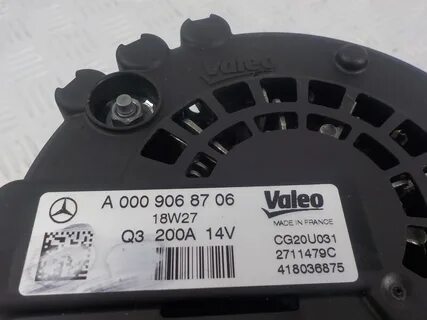 Valeo
A 000 906 87 06
18W27
Q3 200A 14V
Valeo
MADE IN FRANCE
CG20U031
2711479C
418036875